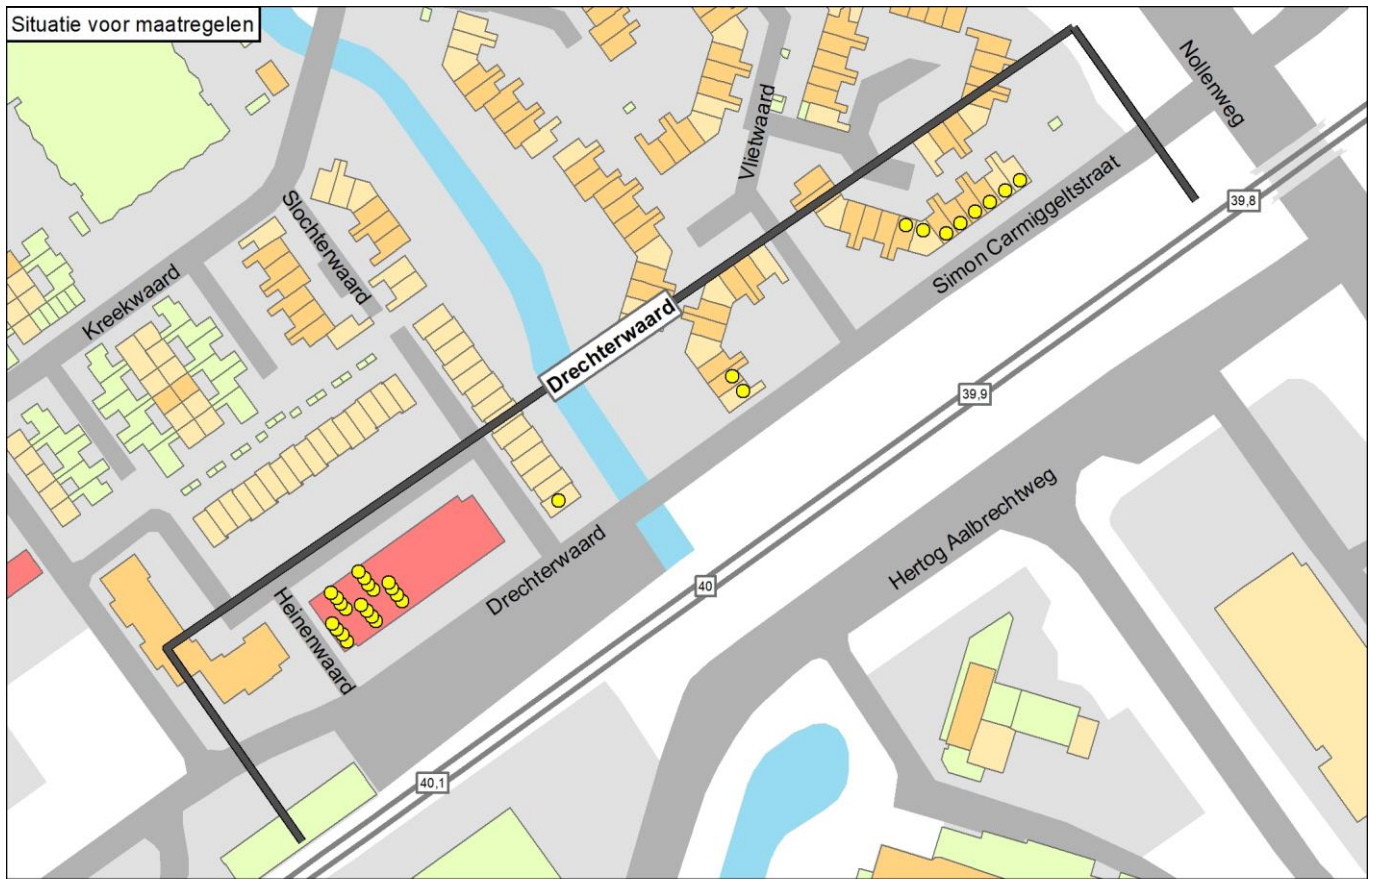 Situatie voor maatregelen
Nollenweg
Vlietwaard
Simon Carmiggeltstraat
39,8
Slochterwaard
Kreekwaard
Drechterwaard
39,9
Hertog Aalbrechtweg
Drechterwaard
40
Heinenwaard
40,1